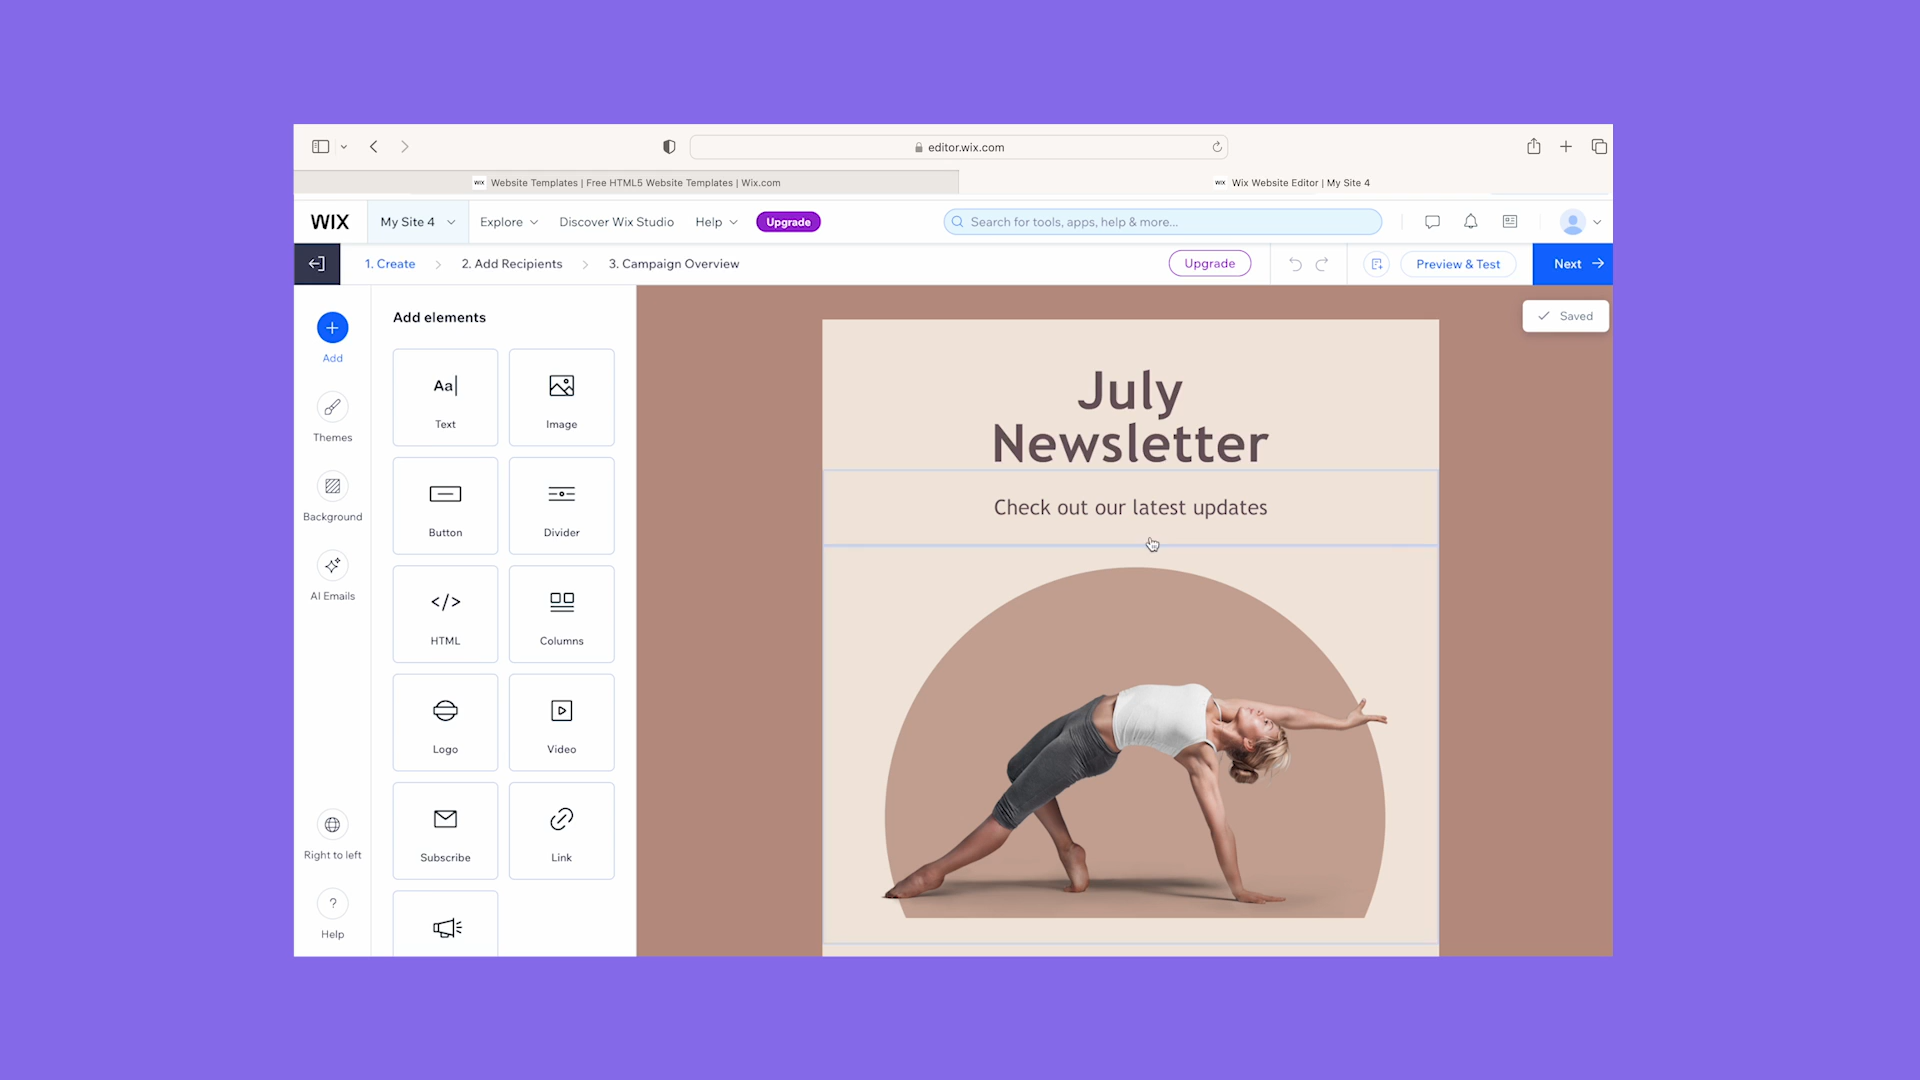 editor.wix.com
WIX Website Templates | Free HTML5 Website Templates | Wix.com
WIX Wix Website Editor | My Site 4
WIX
My Site 4
Explore
Discover Wix Studio
Help
Upgrade
Search for tools, apps, help & more...
1. Create
2. Add Recipients
3. Campaign Overview
Upgrade
Preview & Test
Next
Add
Themes
Background
AI Emails
Right to left
?
Help
Add elements
Aa
Text
Image
Button
Divider
</>
HTML
Columns
Logo
Video
Subscribe
Link
Saved
July
Newsletter
Check out our latest updates